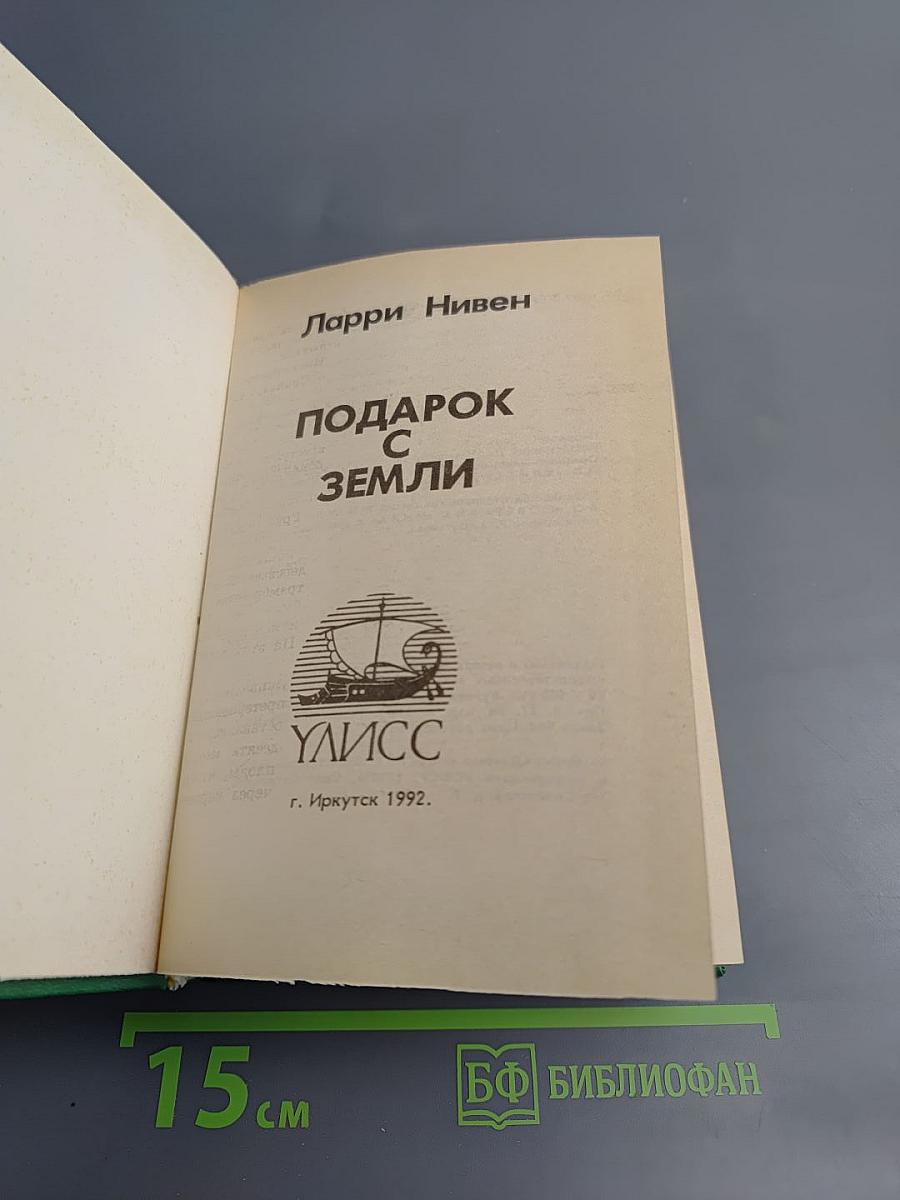 Ларри Нивен
ПОДАРОК
С
ЗЕМЛИ
УЛИСС
г. Иркутск 1992.
15 см
БФ БИБЛИОФАН